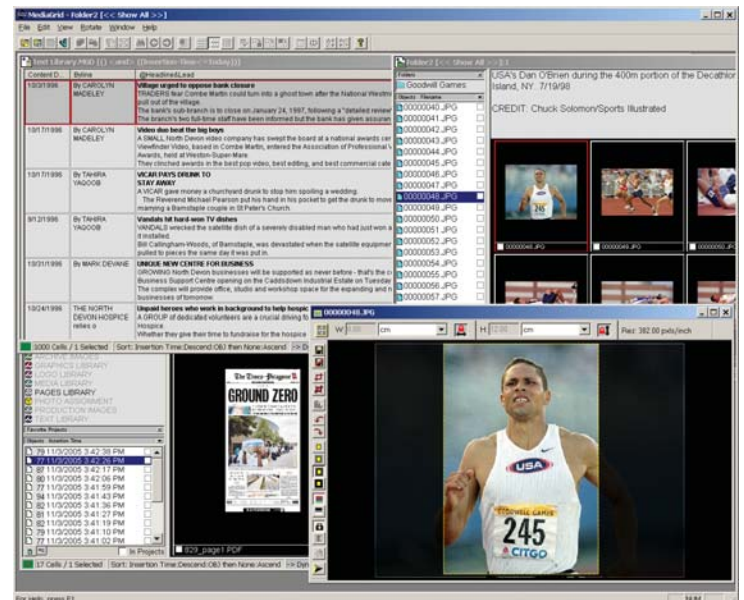 MediaGrid - Folder2 [<< Show All >>]
File Edit View Rotate Window Help
Text Library.MGD [() <and> ((Insertion-Time<=Today))]
Content D... Byline @Headline&Lead
10/3/1996 By CAROLYN MADELEY Village urged to oppose bank closure
TRADERS fear Combe Martin could turn into a ghost town after the National Westmi
pull out of the village.
The bank's sub-branch is to close on January 24, 1997, following a "detailed review"
The branch's two full-time staff have been informed but the bank has given assuran
10/17/1996 By CAROLYN MADELEY Video duo beat the big boys
A SMALL North Devon video company has swept the board at a national awards cer
Viewfinder Video, based in Combe Martin, entered the Association of Professional V
Awards, held at Weston-Super-Mare.
They clinched awards in the best pop video, best editing, and best commercial cate
10/17/1996 By TAHIRA YAQOOB VICAR PAYS DRUNK TO
STAY AWAY
A VICAR gave money a churchyard drunk to stop him spoiling a wedding.
The Reverend Michael Pearson put his hand in his pocket to get the drunk to move
marrying a Barnstaple couple in St Peter's Church.
9/12/1996 By TAHIRA YAQOOB Vandals hit hard-won TV dishes
VANDALS wrecked the satellite dish of a severely disabled man who had just won a
it installed.
Bill Callingham-Woods, of Barnstaple, was devastated when the satellite equipmer
pulled to pieces the same day it was put in.
10/31/1996 By MARK DEVANE UNIQUE NEW CENTRE FOR BUSINESS
GROWING North Devon businesses will be supported as never before - that's the c
Business Support Centre opening on the Caddsdown Industrial Estate on Tuesday
The complex will provide office, studio and workshop space for the expanding and n
businesses of tomorrow.
10/24/1996 THE NORTH DEVON HOSPICE relies o Unpaid heroes who work in background to help hospic
A GROUP of dedicated volunteers are a crucial driving fo
Hospice.
Whether they give their time to fundraise for the hospice
1000 Cells / 1 Selected Sort: Insertion Time:Descend:OBJ then None:Ascend
Folder2 [<< Show All >>]:1
Folders
Goodwill Games
Objects Filename
00000040.JPG
00000041.JPG
00000042.JPG
00000043.JPG
00000044.JPG
00000045.JPG
00000046.JPG
00000047.JPG
00000048.JPG
00000049.JPG
00000050.JPG
00000051.JPG
00000052.JPG
00000053.JPG
00000054.JPG
00000055.JPG
00000056.JPG
00000057.JPG
USA's Dan O'Brien during the 400m portion of the Decathlon
Island, NY. 7/19/98
CREDIT: Chuck Solomon/Sports Illustrated
00000048.JPG
00000049.JPG
00000050.JPG
ARCHIVE IMAGES
GRAPHICS LIBRARY
LOGO LIBRARY
MEDIA LIBRARY
PAGES LIBRARY
PHOTO ASSIGNMENT
PRODUCTION IMAGES
TEXT LIBRARY
Favorite Projects
Objects Insertion Time
79 11/3/2005 3:42:38 PM
77 11/3/2005 3:42:26 PM
82 11/3/2005 3:42:17 PM
80 11/3/2005 3:42:06 PM
77 11/3/2005 3:41:59 PM
94 11/3/2005 3:41:43 PM
82 11/3/2005 3:41:36 PM
81 11/3/2005 3:41:27 PM
82 11/3/2005 3:41:19 PM
79 11/3/2005 3:41:10 PM
77 11/3/2005 3:41:02 PM
In Projects
17 Cells / 1 Selected Sort: Insertion Time:Descend:OBJ then None:Ascend
The Times-Picayune
GROUND ZERO
829_page1.PDF
00000048.JPG
W: cm H: cm Res: 382.00 pxls/inch
USA
GOODWILL GAMES
245
CITGO
For Help, press F1
NUM